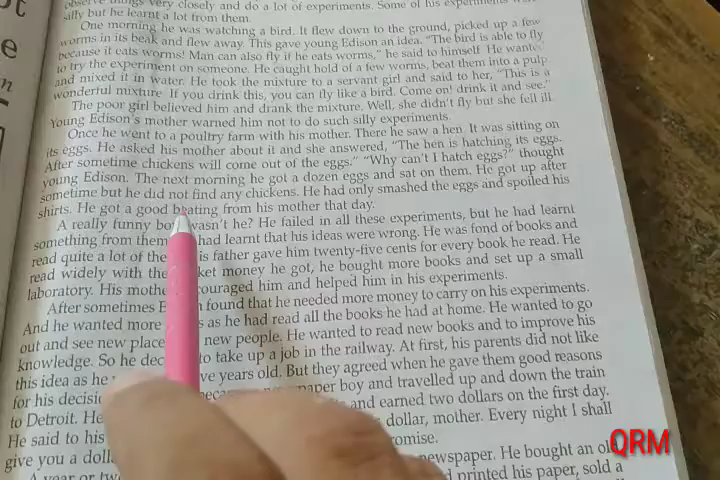 observe things very closely and do a lot of experiments. Some of his experiments were
silly but he learnt a lot from them.
One morning he was watching a bird. It flew down to the ground, picked up a few
worms in its beak and flew away. This gave young Edison an idea. "The bird is able to fly
because it eats worms! Man can also fly if he eats worms," he said to himself. He wanted
to try the experiment on someone. He caught hold of a few worms, beat them into a pulp
and mixed it in water. He took the mixture to a servant girl and said to her, "This is a
wonderful mixture. If you drink this, you can fly like a bird. Come on! drink it and see."
The poor girl believed him and drank the mixture. Well, she didn't fly but she fell ill.
Young Edison's mother warned him not to do such silly experiments.
Once he went to a poultry farm with his mother. There he saw a hen. It was sitting on
its eggs. He asked his mother about it and she answered, "The hen is hatching its eggs.
After sometime chickens will come out of the eggs." "Why can't I hatch eggs?" thought
young Edison. The next morning he got a dozen eggs and sat on them. He got up after
sometime but he did not find any chickens. He had only smashed the eggs and spoiled his
shirts. He got a good beating from his mother that day.
A really funny boy wasn't he? He failed in all these experiments, but he had learnt
something from them had learnt that his ideas were wrong. He was fond of books and
read quite a lot of the is father gave him twenty-five cents for every book he read. He
read widely with the ket money he got, he bought more books and set up a small
laboratory. His mothe couraged him and helped him in his experiments.
After sometimes E n found that he needed more money to carry on his experiments.
And he wanted more s as he had read all the books he had at home. He wanted to go
out and see new place new people. He wanted to read new books and to improve his
knowledge. So he dec to take up a job in the railway. At first, his parents did not like
this idea as he ve years old. But they agreed when he gave them good reasons
for his decisi eca paper boy and travelled up and down the train
to Detroit. He and earned two dollars on the first day.
He said to his dollar, mother. Every night I shall
give you a doll omise.
A year or tw newspaper. He bought an old
printed his paper, sold a
QRM